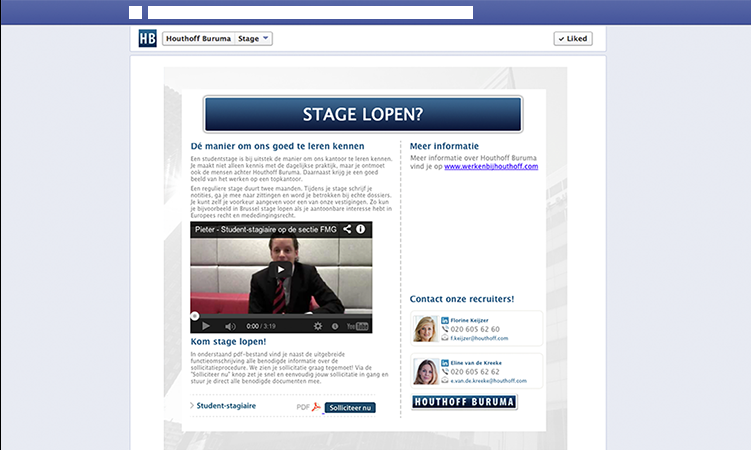 HB
Houthoff Buruma
Stage
Liked
STAGE LOPEN?
Dé manier om ons goed te leren kennen
Een studentstage is bij uitstek de manier om ons kantoor te leren kennen.
Je maakt niet alleen kennis met de dagelijkse praktijk, maar je ontmoet
ook de mensen achter Houthoff Buruma. Daarnaast krijg je een goed
beeld van het werken op een topkantoor.
Een reguliere stage duurt twee maanden. Tijdens je stage schrijf je
notities, ga je mee naar zittingen en word je betrokken bij echte dossiers.
Je kunt zelf je voorkeur aangeven voor een van onze vestigingen. Zo kun
je bijvoorbeeld in Brussel stage lopen als je aantoonbare interesse hebt in
Europees recht en mededingingsrecht.
Pieter - Student-stagiaire op de sectie FMG
0:00 / 3:19
YouTube
Kom stage lopen!
In onderstaand pdf-bestand vind je naast de uitgebreide
functieomschrijving alle benodigde informatie over de
sollicitatieprocedure. We zien je sollicitatie graag tegemoet! Via de
"Solliciteer nu" knop zet je snel en eenvoudig jouw sollicitatie in gang en
stuur je direct alle benodigde documenten mee.
Student-stagiaire
PDF
Solliciteer nu
Meer informatie
Meer informatie over Houthoff Buruma
vind je op www.werkenbijhouthoff.com
Contact onze recruiters!
Florine Keijzer
020 605 62 60
f.keijzer@houthoff.com
Eline van de Kreeke
020 605 62 62
e.van.de.kreeke@houthoff.com
HOUTHOFF BURUMA